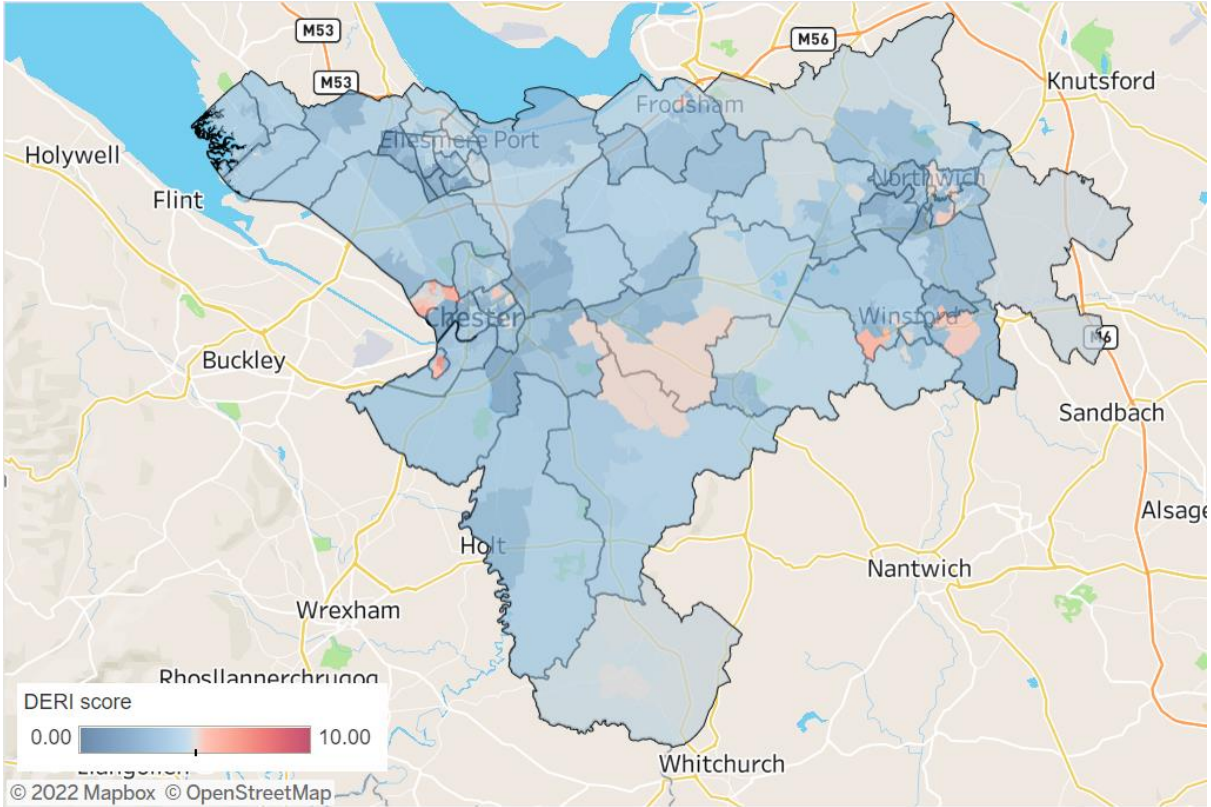 M53
M56
M53
Knutsford
Frodsham
Ellesmere Port
Holywell
Northwich
Flint
Chester
Winsford
M6
Buckley
Sandbach
Alsage
Holt
Nantwich
Wrexham
Rhosllannerchrugog
DERI score
0.00 10.00
Llangollen
Whitchurch
© 2022 Mapbox © OpenStreetMap